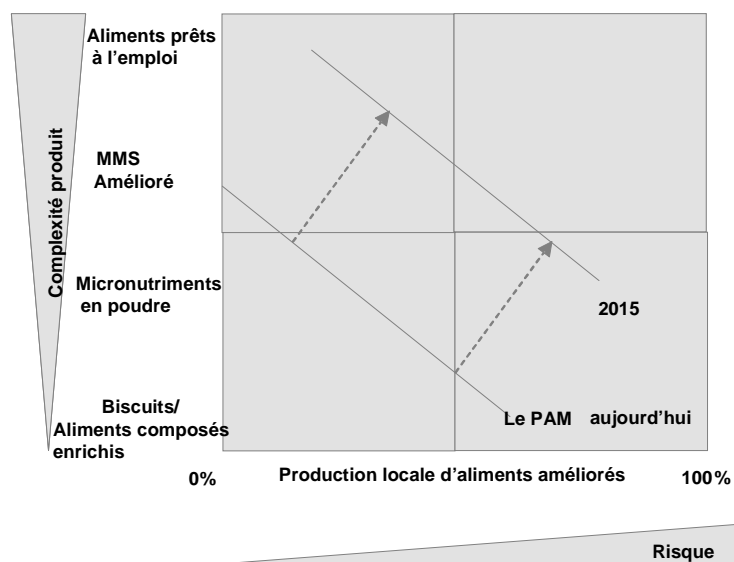 Aliments prêts
à l'emploi
Complexité produit
MMS
Amélioré
Micronutriments
en poudre
2015
Biscuits/
Aliments composés
enrichis
Le PAM aujourd'hui
0%
Production locale d'aliments améliorés
100%
Risque